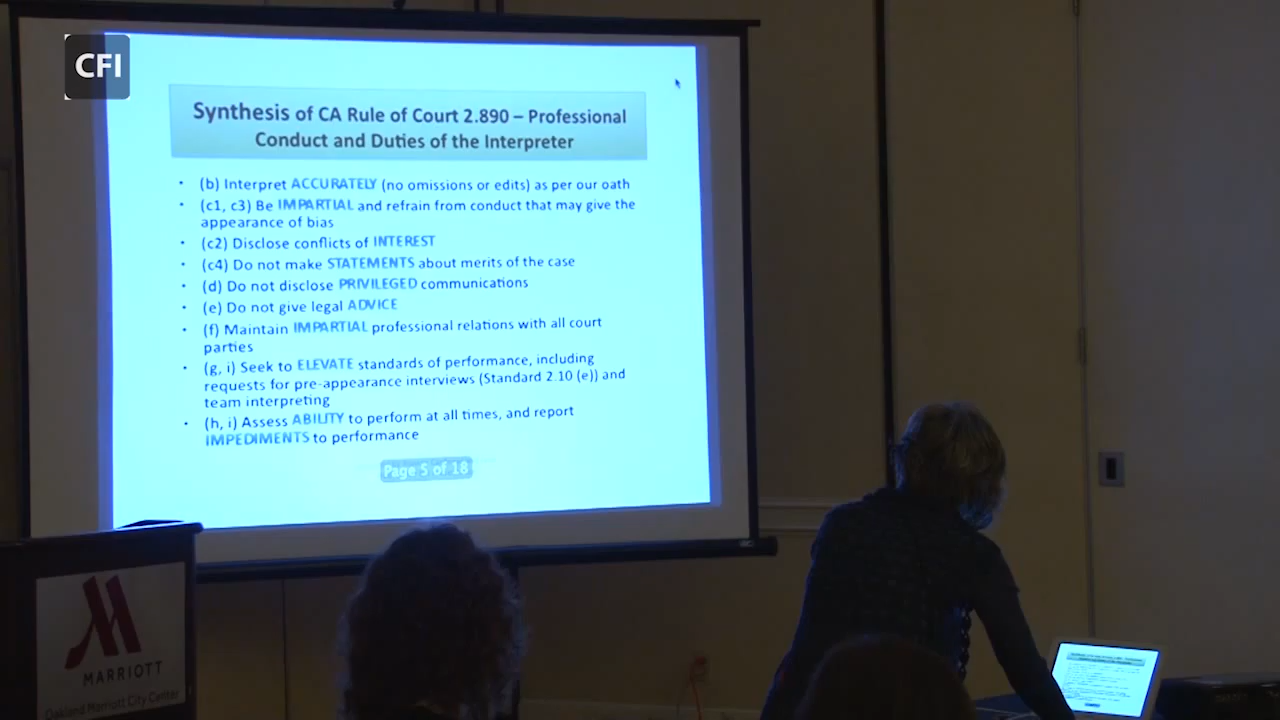 CFI
Synthesis of CA Rule of Court 2.890 – Professional
Conduct and Duties of the Interpreter
• (b) Interpret ACCURATELY (no omissions or edits) as per our oath
• (c1, c3) Be IMPARTIAL and refrain from conduct that may give the
appearance of bias
• (c2) Disclose conflicts of INTEREST
• (c4) Do not make STATEMENTS about merits of the case
• (d) Do not disclose PRIVILEGED communications
• (e) Do not give legal ADVICE
• (f) Maintain IMPARTIAL professional relations with all court
parties
• (g, i) Seek to ELEVATE standards of performance, including
requests for pre-appearance interviews (Standard 2.10 (e)) and
team interpreting
• (h, i) Assess ABILITY to perform at all times, and report
IMPEDIMENTS to performance
Page 5 of 18
MARRIOTT
Oakland Marriott City Center